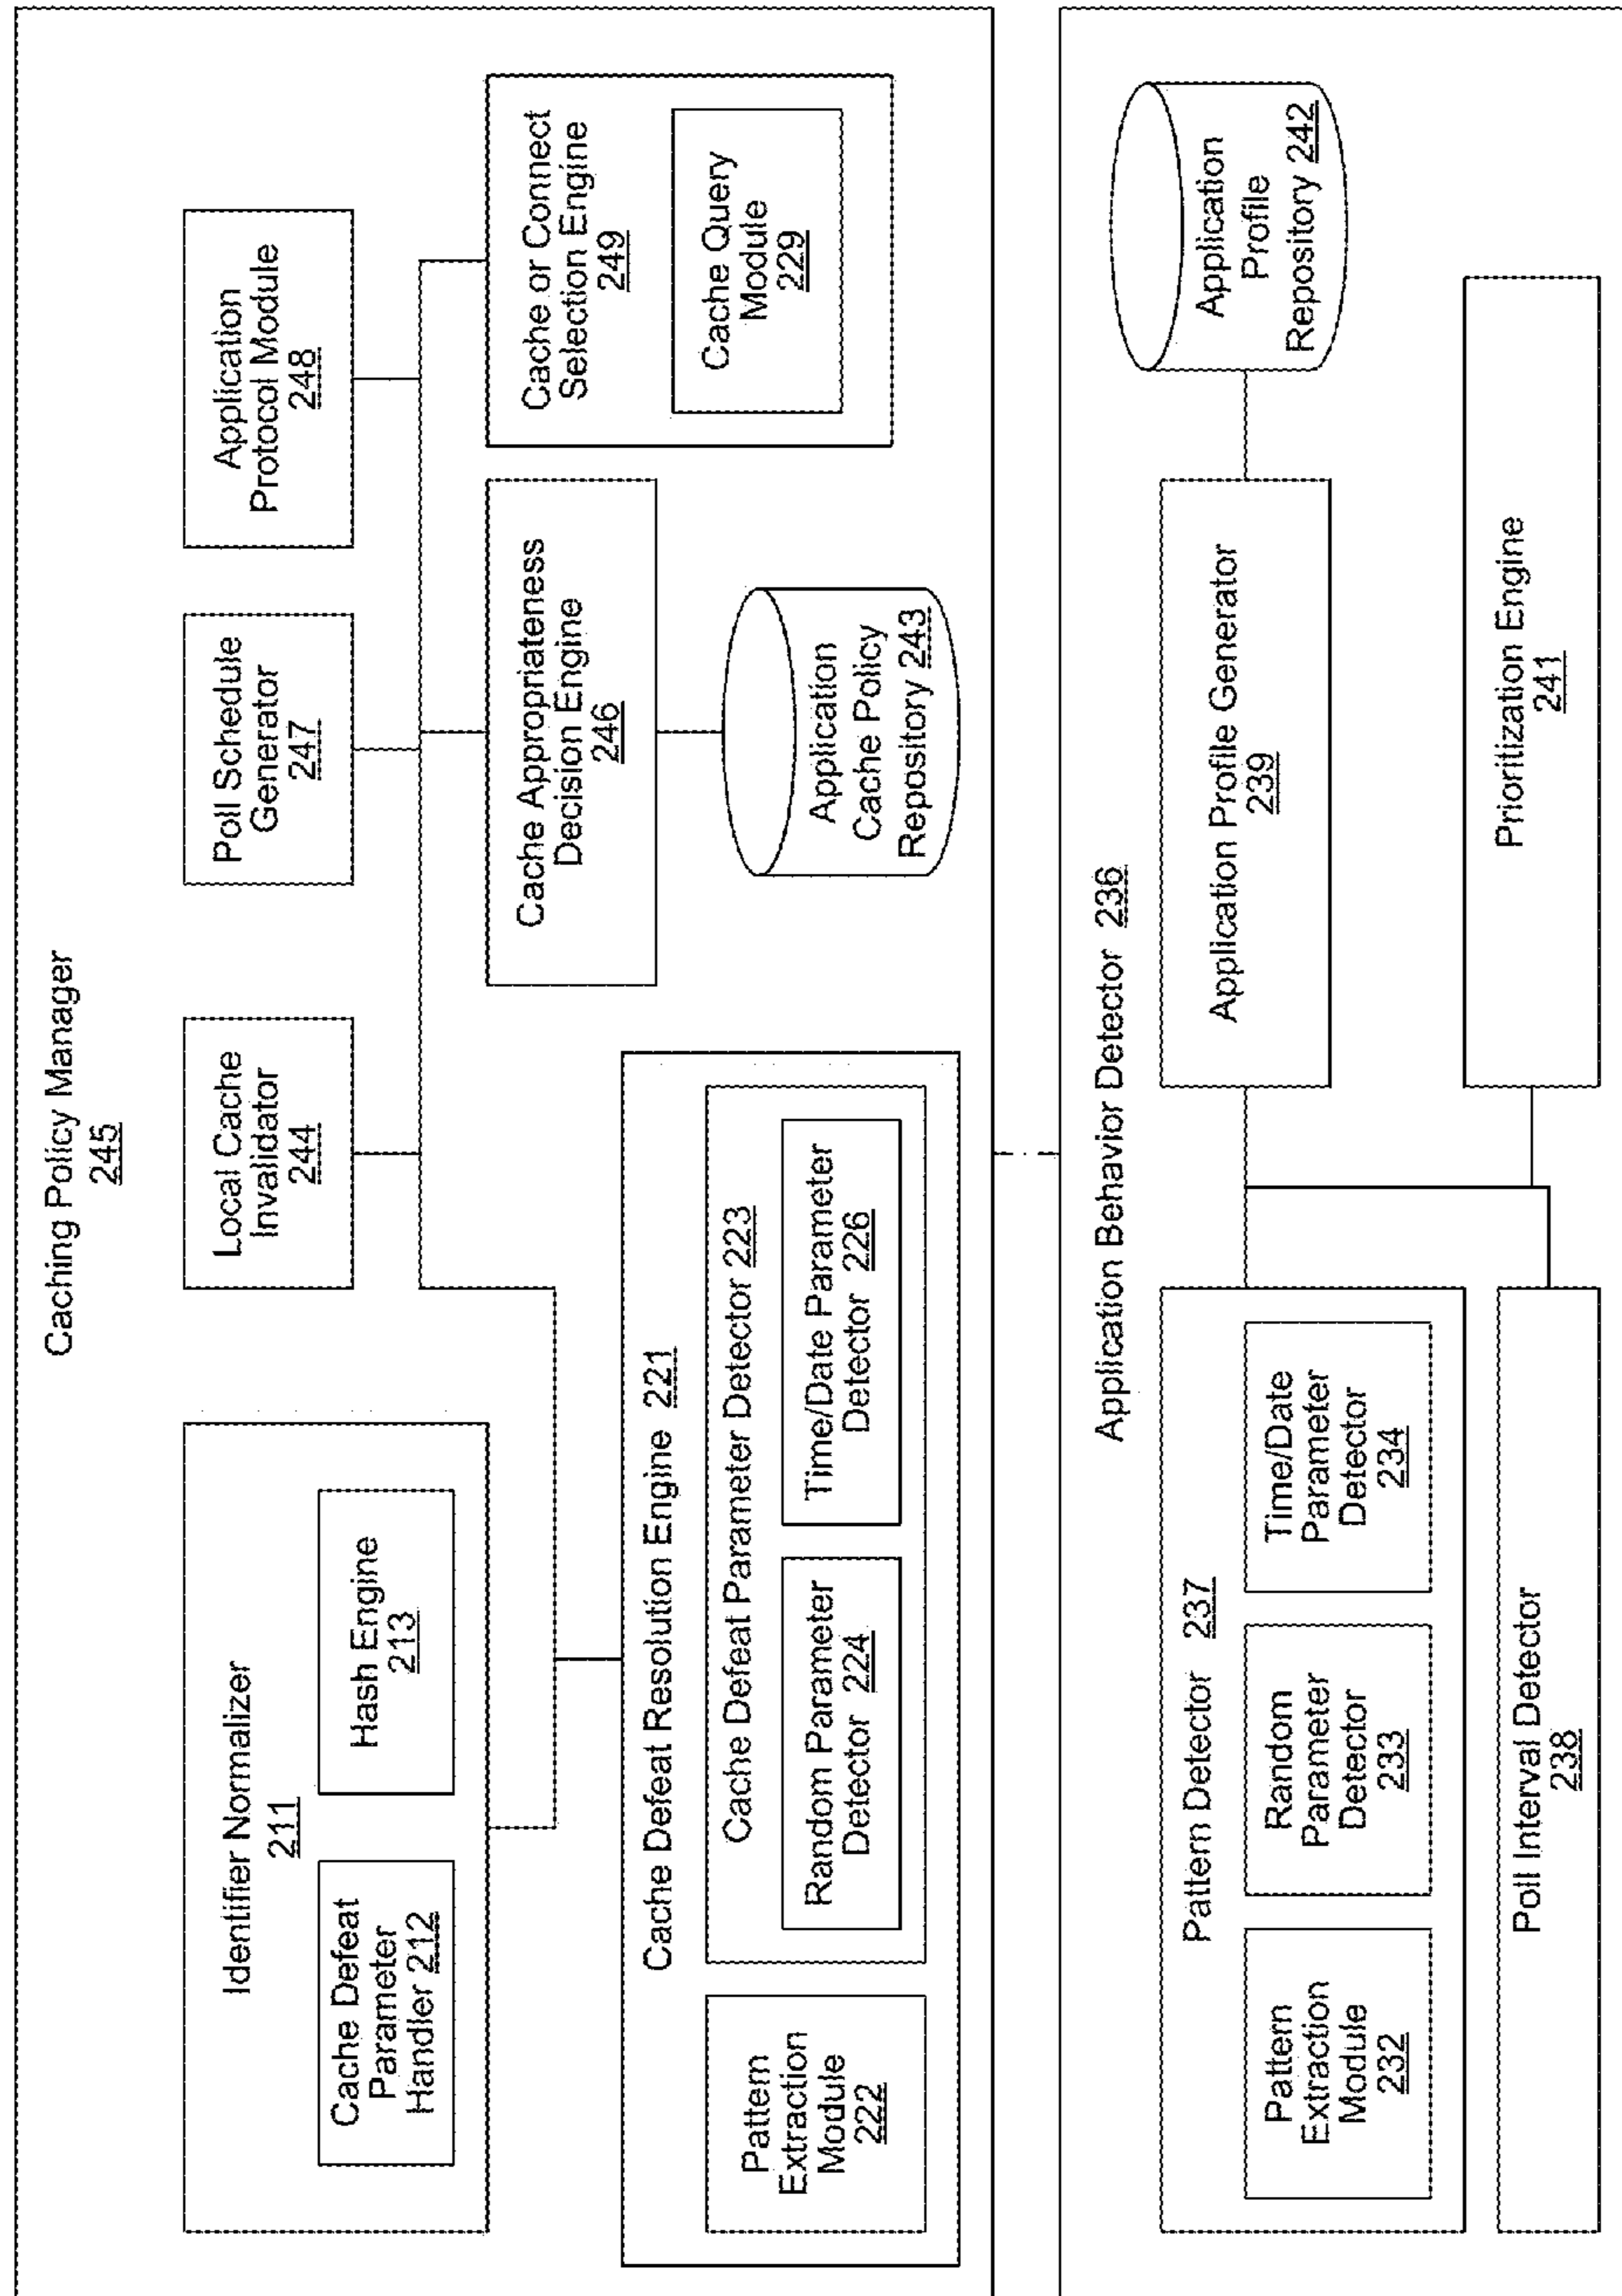 Caching Policy Manager
245
Identifier Normalizer
211
Cache Defeat
Parameter
Handler 212
Hash Engine
213
Local Cache
Invalidator
244
Poll Schedule
Generator
247
Application
Protocol Module
248
Cache Defeat Resolution Engine 221
Pattern
Extraction
Module
222
Cache Defeat Parameter Detector 223
Random Parameter
Detector 224
Time/Date Parameter
Detector 226
Cache Appropriateness
Decision Engine
246
Application
Cache Policy
Repository 243
Cache or Connect
Selection Engine
249
Cache Query
Module
229
Application Behavior Detector 236
Pattern Detector 237
Pattern
Extraction
Module
232
Random
Parameter
Detector
233
Time/Date
Parameter
Detector
234
Poll Interval Detector
238
Application Profile Generator
239
Application
Profile
Repository 242
Prioritization Engine
241